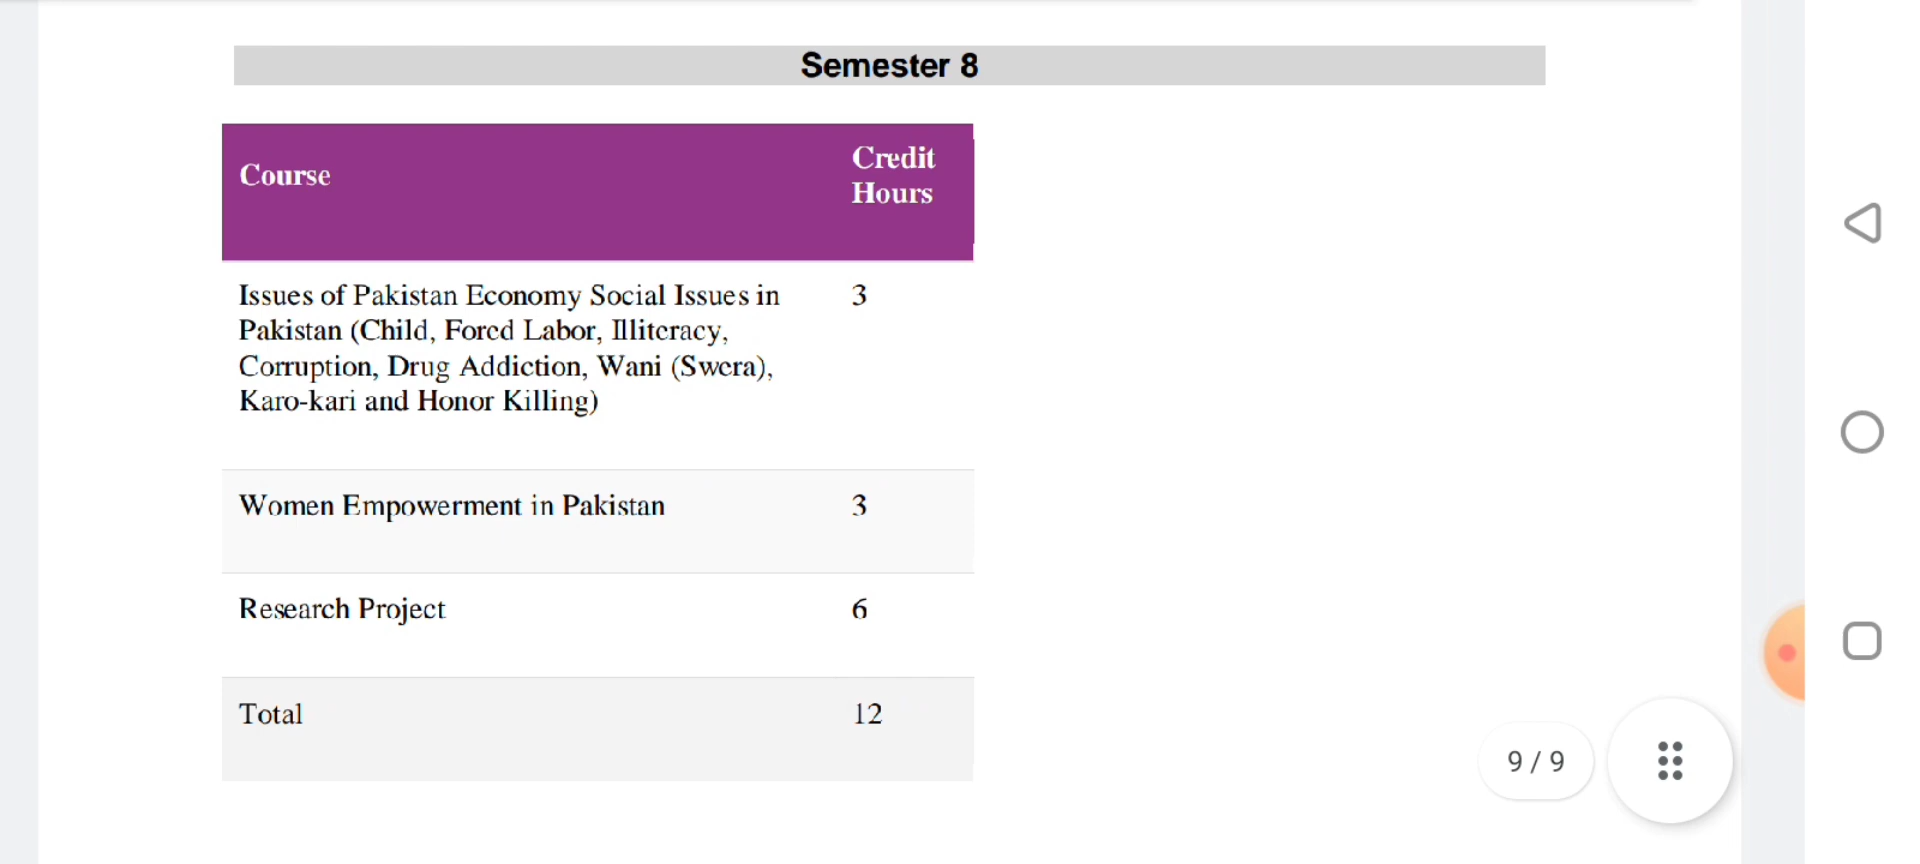 Semester 8
Course
Credit
Hours
Issues of Pakistan Economy Social Issues in
Pakistan (Child, Forcd Labor, Illiteracy,
Corruption, Drug Addiction, Wani (Swera),
Karo-kari and Honor Killing)
3
Women Empowerment in Pakistan
3
Research Project
6
Total
12
9 / 9